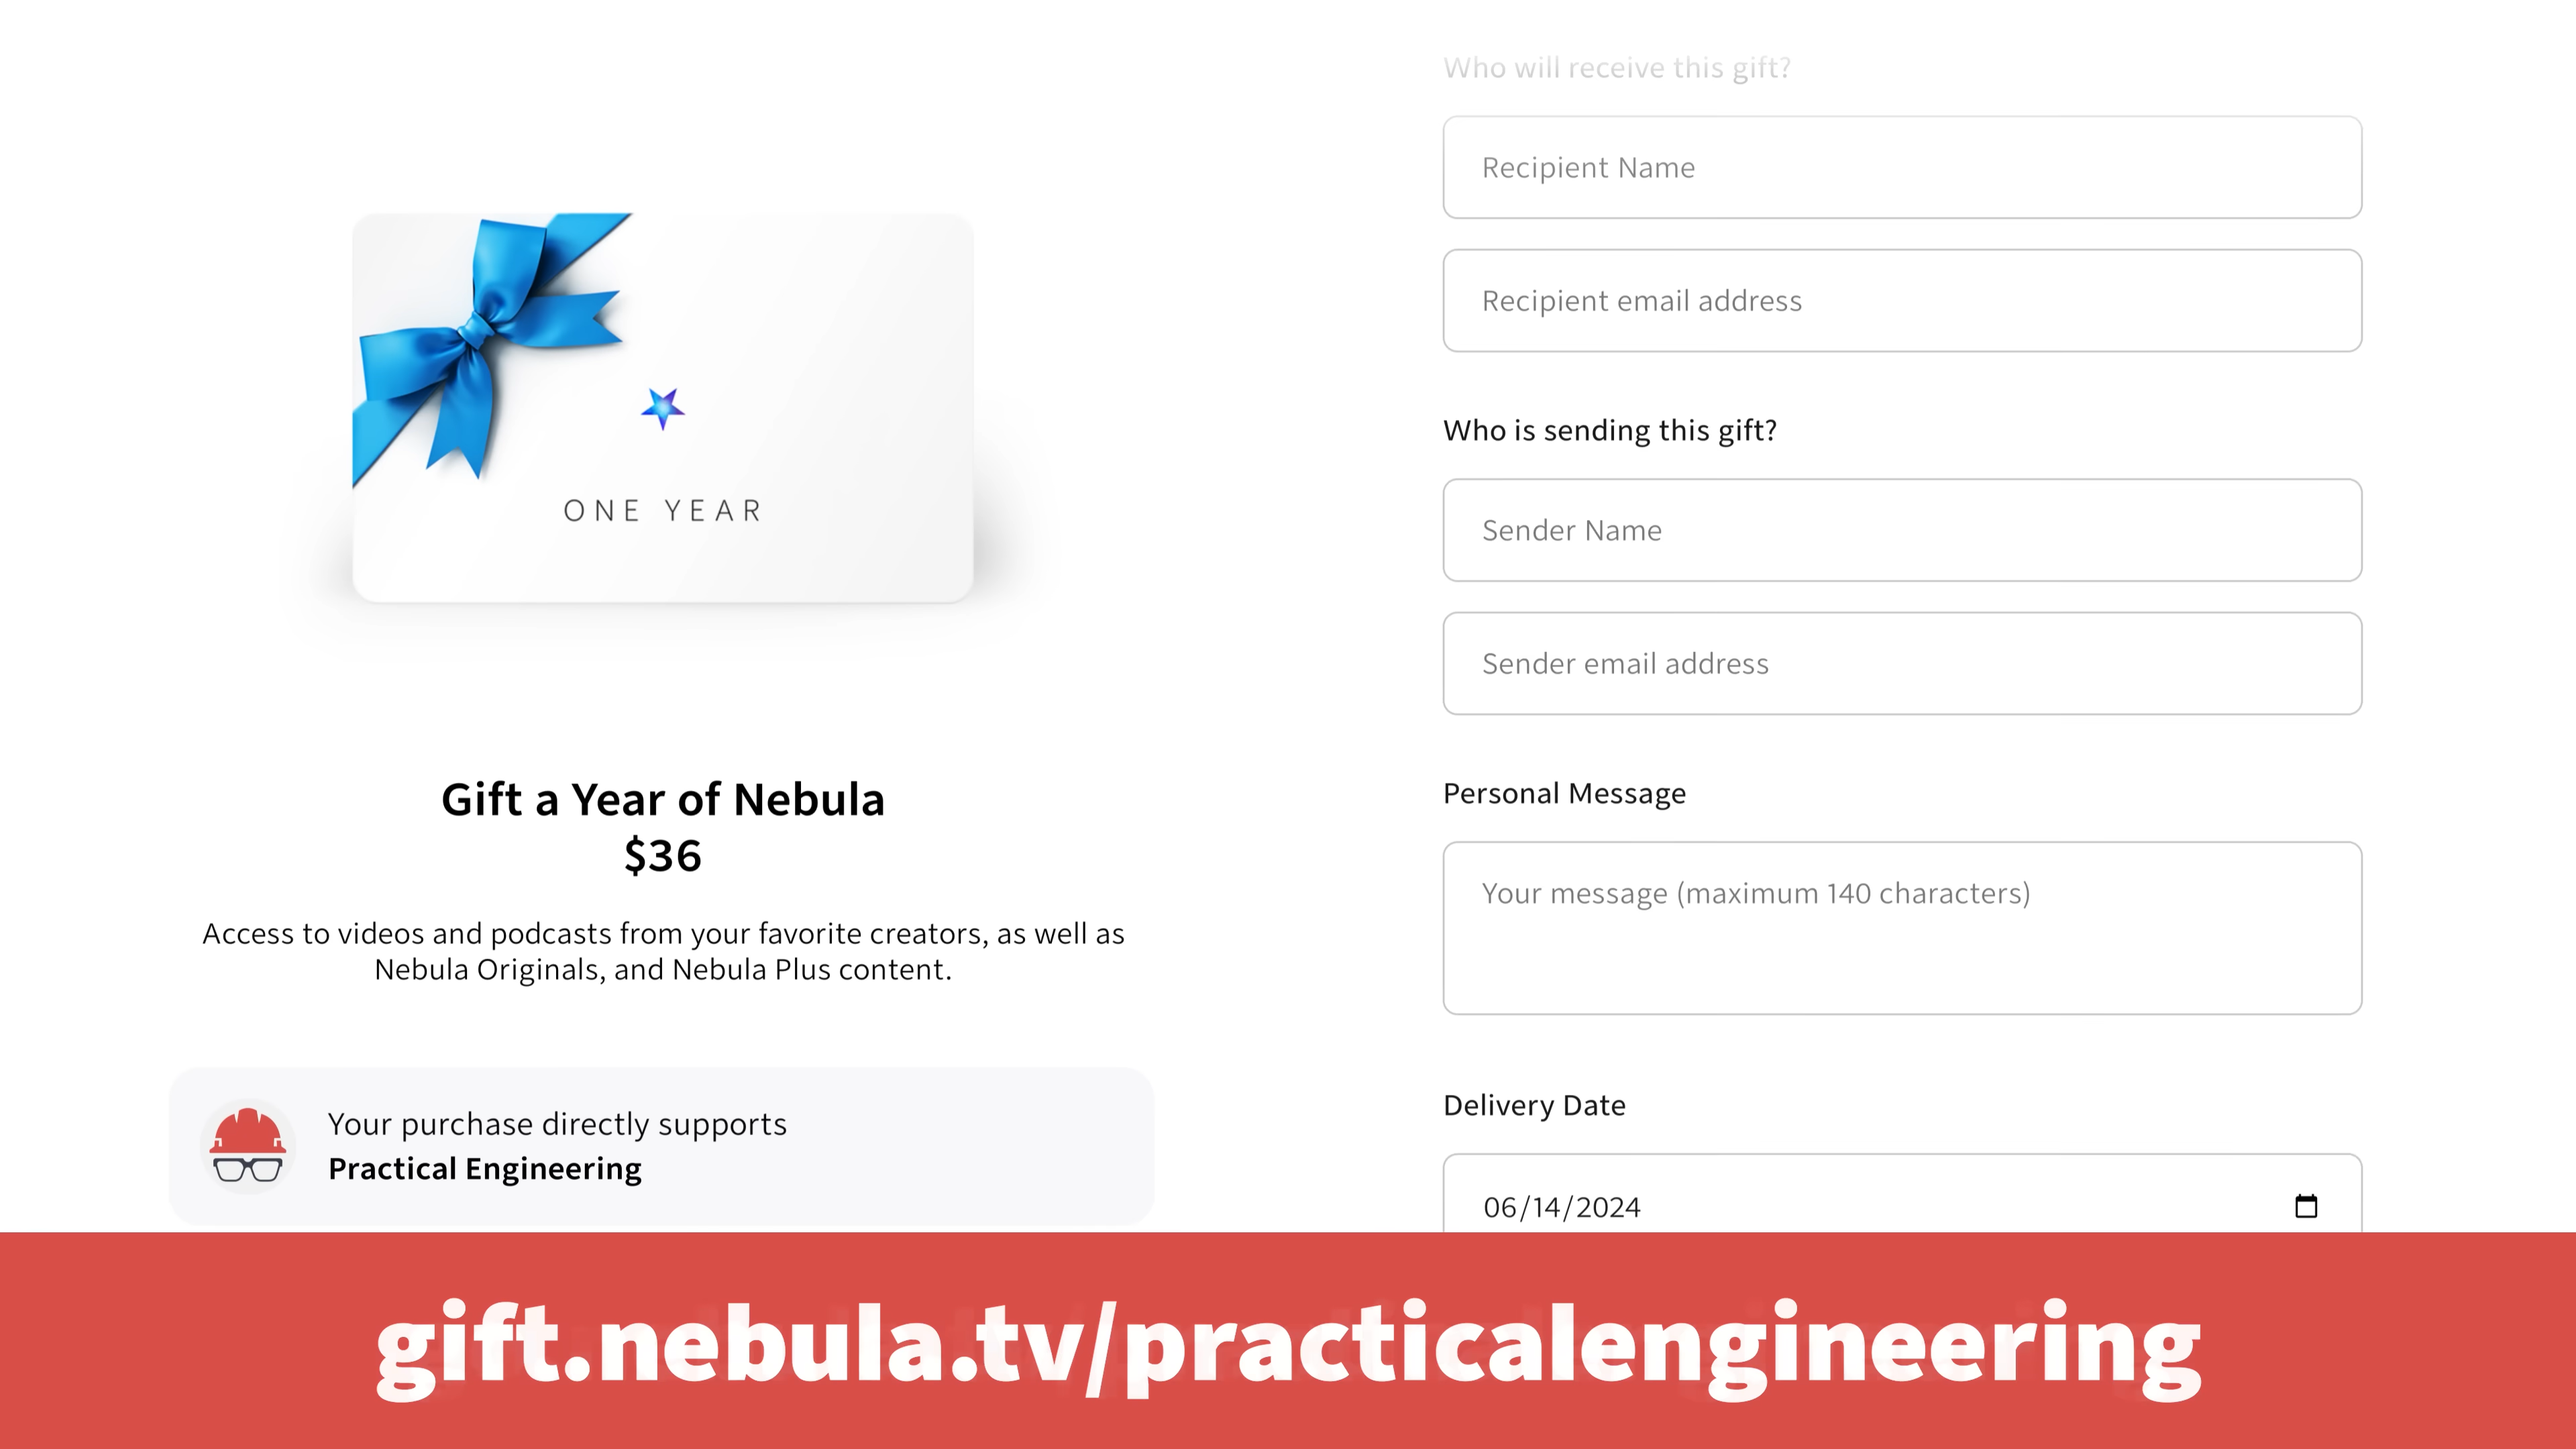 ONE YEAR
Gift a Year of Nebula
$36
Access to videos and podcasts from your favorite creators, as well as
Nebula Originals, and Nebula Plus content.
Your purchase directly supports
Practical Engineering
Who will receive this gift?
Recipient Name
Recipient email address
Who is sending this gift?
Sender Name
Sender email address
Personal Message
Your message (maximum 140 characters)
Delivery Date
06/14/2024
gift.nebula.tv/practicalengineering